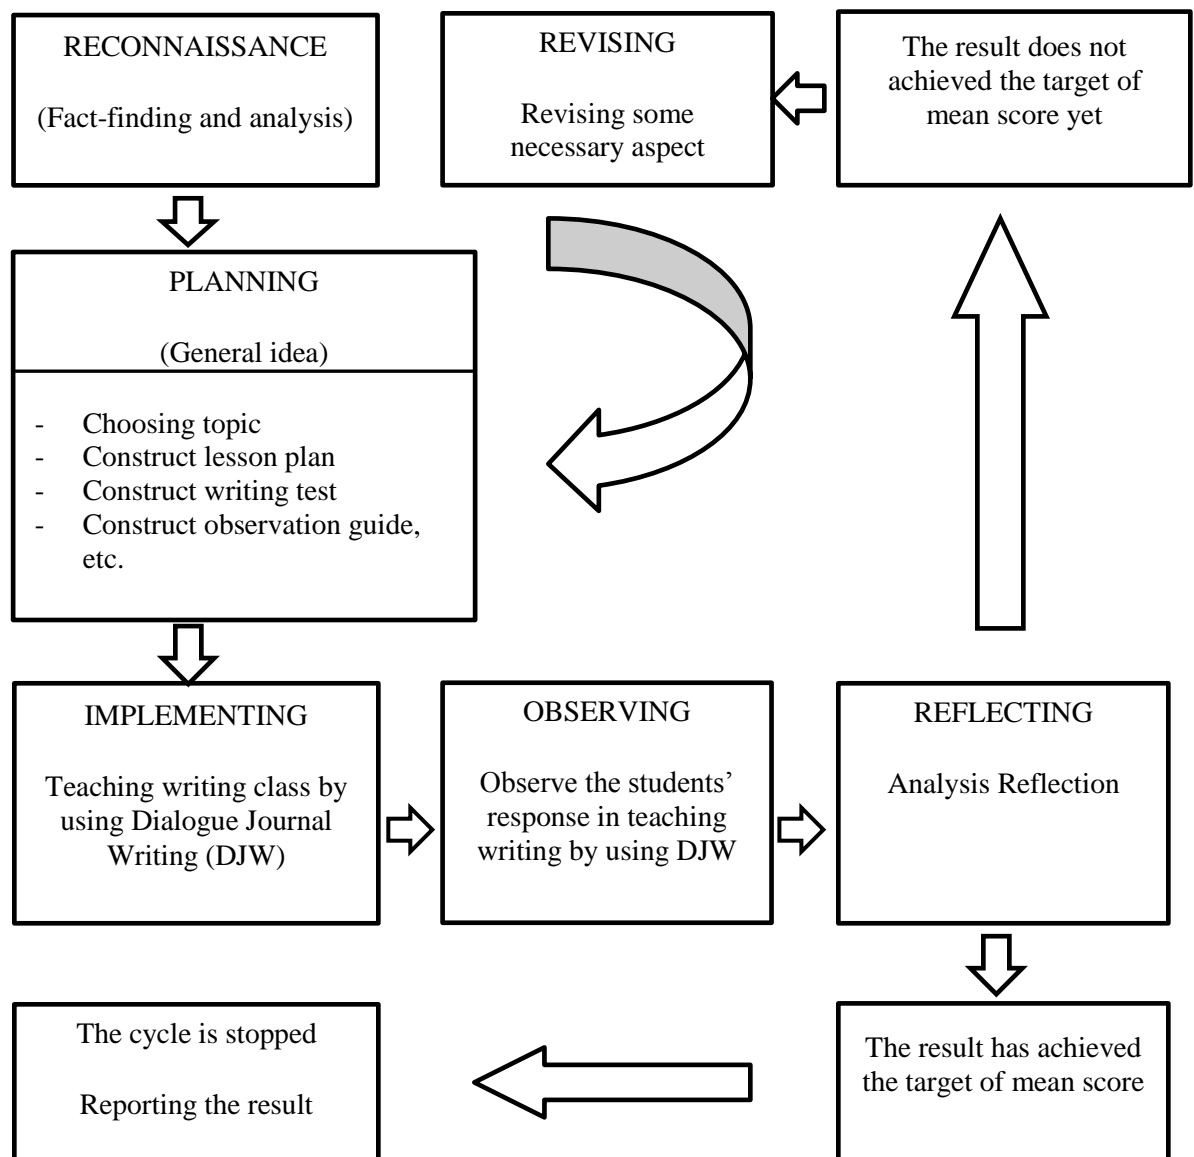 RECONNAISSANCE
(Fact-finding and analysis)
REVISING
Revising some
necessary aspect
The result does not
achieved the target of
mean score yet
PLANNING
(General idea)
- Choosing topic
- Construct lesson plan
- Construct writing test
- Construct observation guide,
etc.
IMPLEMENTING
Teaching writing class by
using Dialogue Journal
Writing (DJW)
OBSERVING
Observe the students’
response in teaching
writing by using DJW
REFLECTING
Analysis Reflection
The cycle is stopped
Reporting the result
The result has achieved
the target of mean score